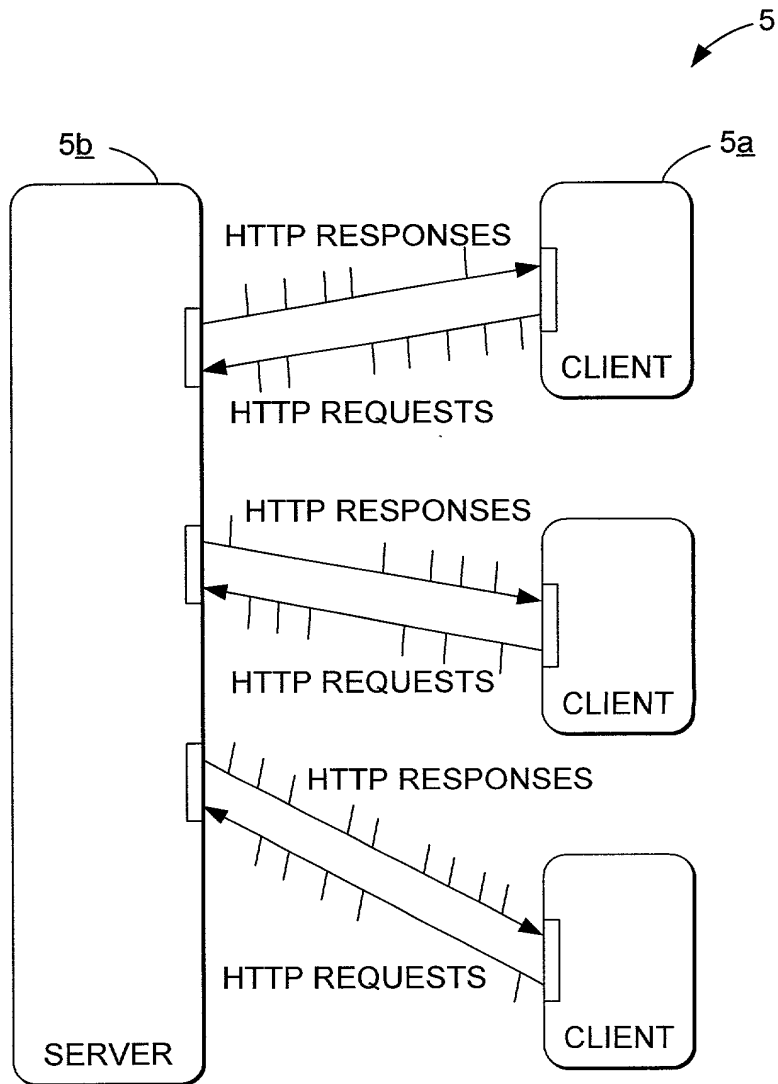 5
5b
5a
HTTP RESPONSES
CLIENT
HTTP REQUESTS
HTTP RESPONSES
HTTP REQUESTS
CLIENT
HTTP RESPONSES
HTTP REQUESTS
CLIENT
SERVER